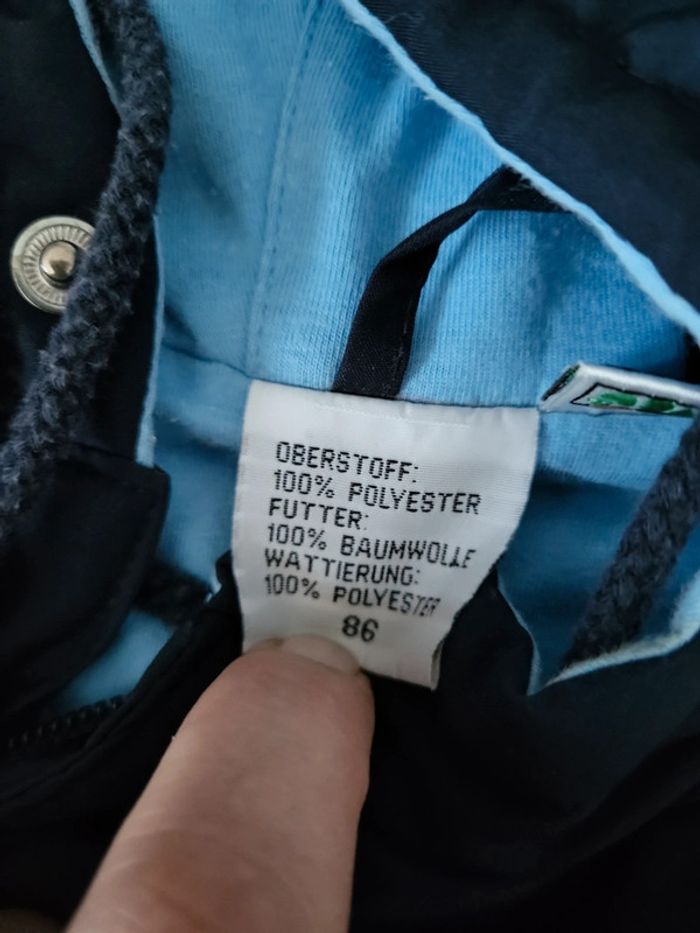 OBERSTOFF:
100% POLYESTER
FUTTER:
100% BAUMWOLLE
WATTIERUNG:
100% POLYESTER
86